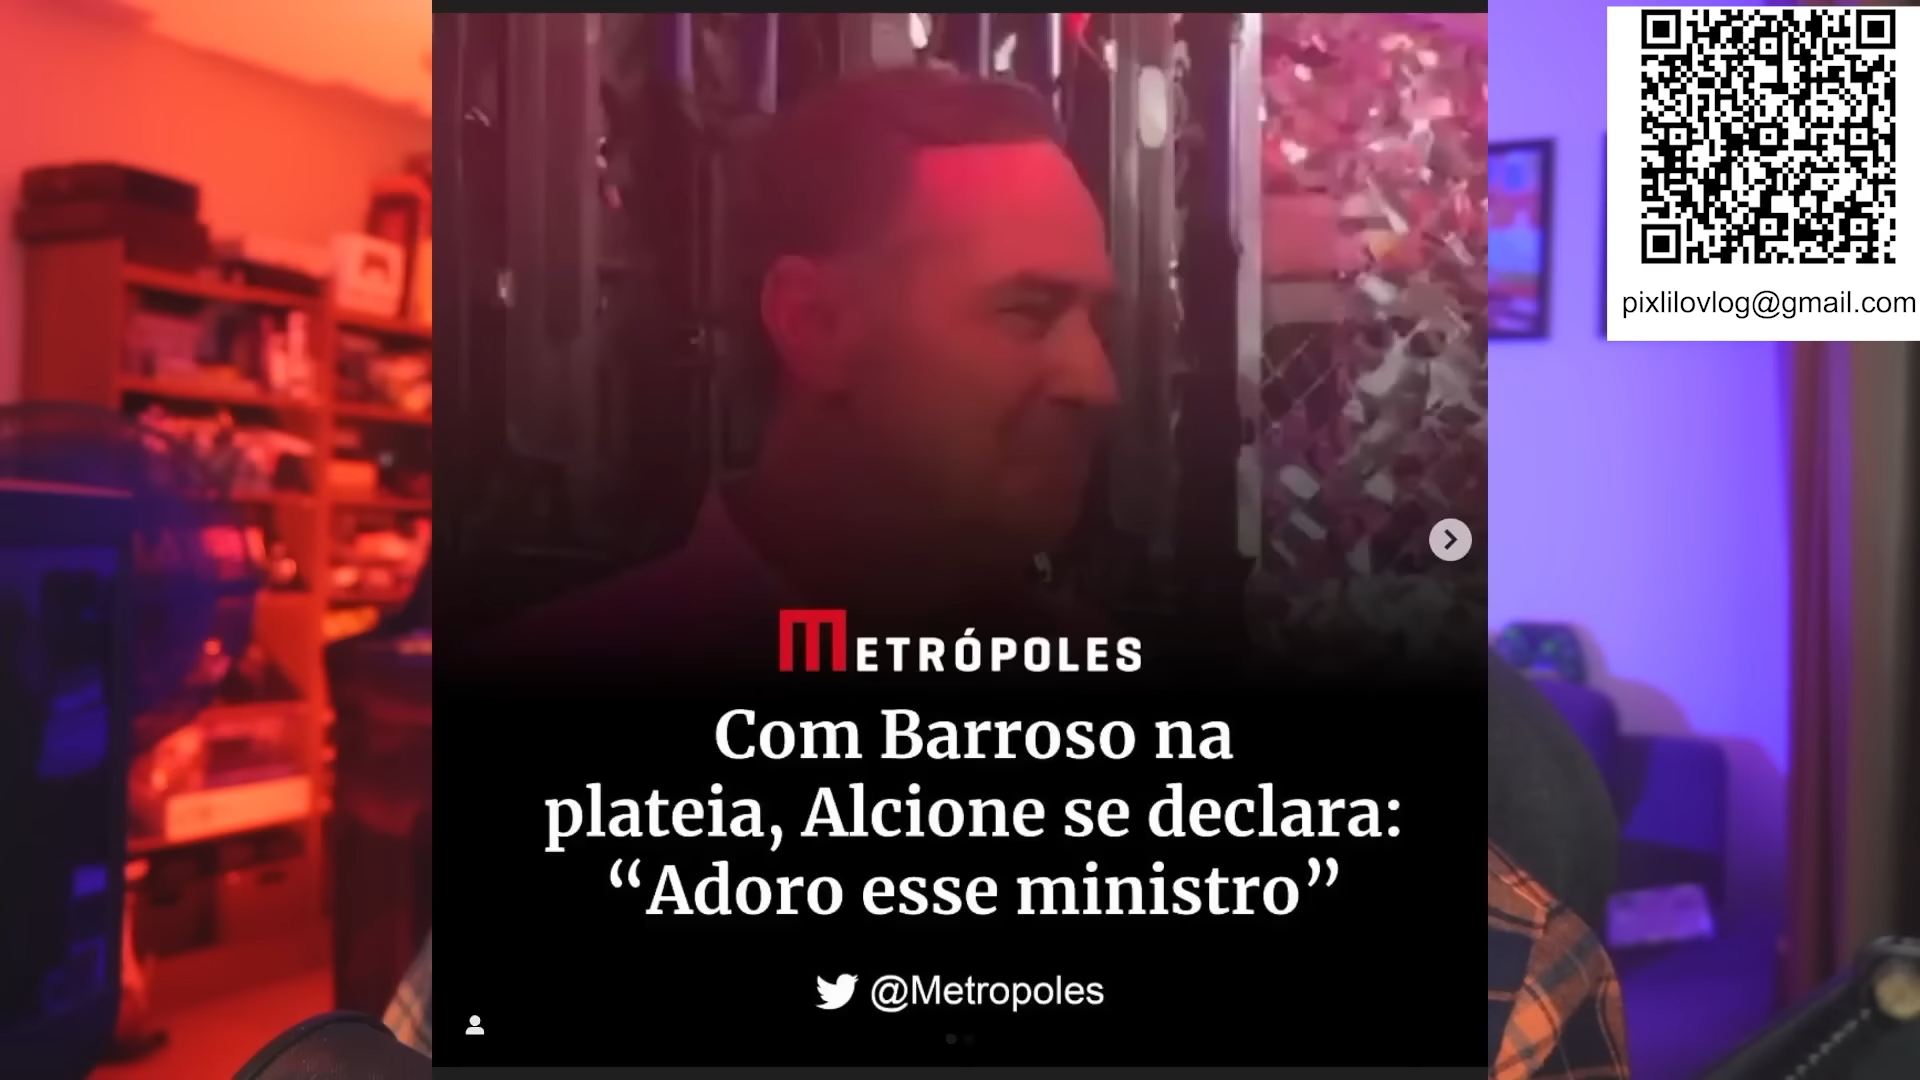 pixlilovlog@gmail.com
METRÓPOLES
Com Barroso na
plateia, Alcione se declara:
“Adoro esse ministro”
@Metropoles